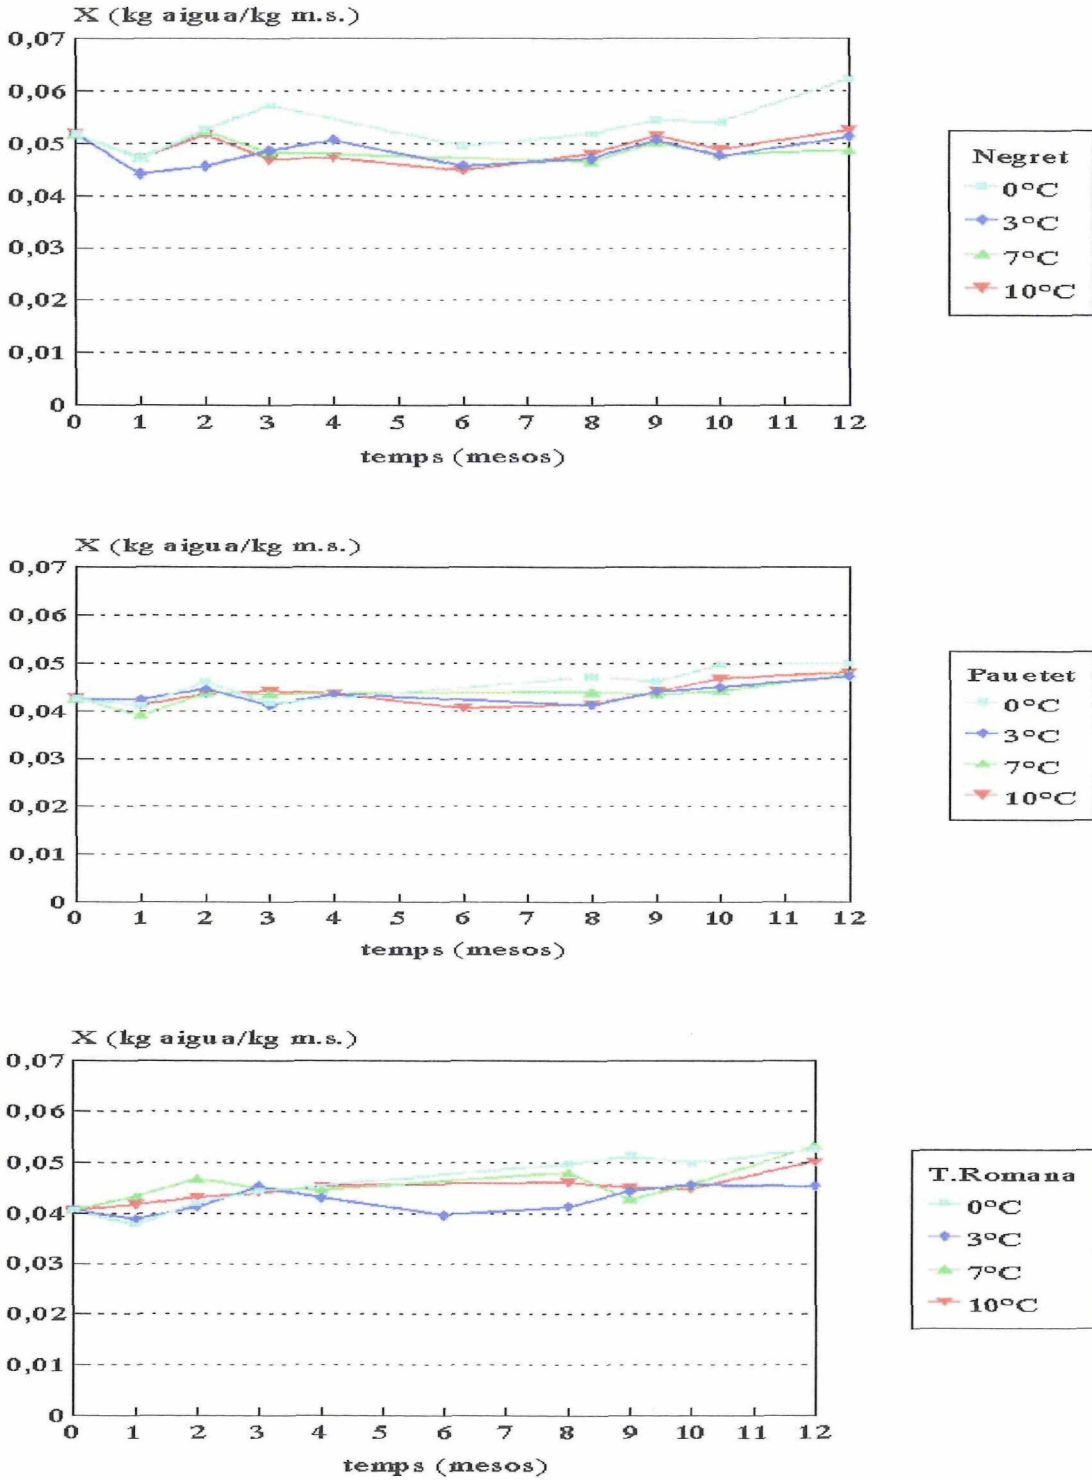 X (kg aigua/kg m.s.)
0,07
0,06
0,05
0,04
0,03
0,02
0,01
0
0 1 2 3 4 5 6 7 8 9 10 11 12
temps (mesos)
Negret
0°C
3°C
7°C
10°C
X (kg aigua/kg m.s.)
0,07
0,06
0,05
0,04
0,03
0,02
0,01
0
0 1 2 3 4 5 6 7 8 9 10 11 12
temps (mesos)
Pauetet
0°C
3°C
7°C
10°C
X (kg aigua/kg m.s.)
0,07
0,06
0,05
0,04
0,03
0,02
0,01
0
0 1 2 3 4 5 6 7 8 9 10 11 12
temps (mesos)
T.Romana
0°C
3°C
7°C
10°C